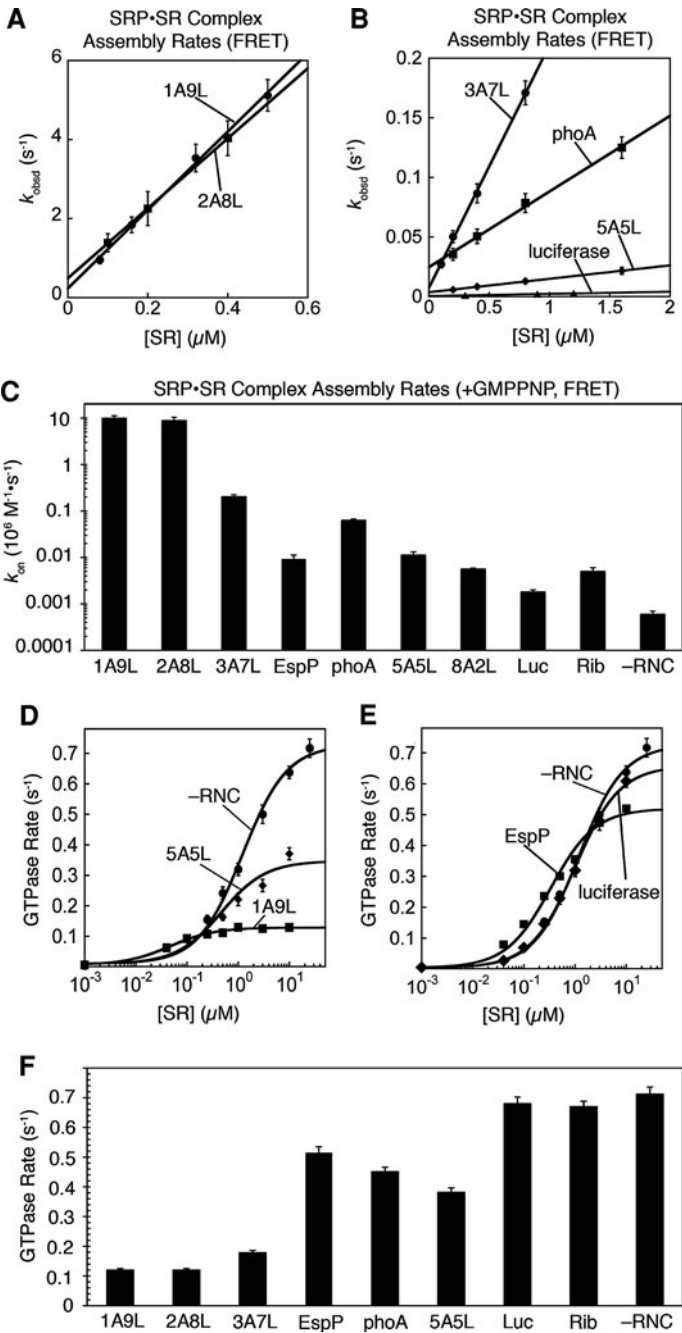 A
SRP•SR Complex
Assembly Rates (FRET)
6
4
2
0
kobsd (s⁻¹)
1A9L
2A8L
0 0.2 0.4 0.6
[SR] (µM)
B
SRP•SR Complex
Assembly Rates (FRET)
0.2
0.15
0.1
0.05
0
kobsd (s⁻¹)
3A7L
phoA
5A5L
luciferase
0 0.5 1 1.5 2
[SR] (µM)
C
SRP•SR Complex Assembly Rates (+GMPPNP, FRET)
10
1
0.1
0.01
0.001
0.0001
kon (10⁶ M⁻¹•s⁻¹)
1A9L 2A8L 3A7L EspP phoA 5A5L 8A2L Luc Rib –RNC
D
0.7
0.6
0.5
0.4
0.3
0.2
0.1
GTPase Rate (s⁻¹)
–RNC
5A5L
1A9L
10⁻³ 10⁻² 10⁻¹ 10⁰ 10¹
[SR] (µM)
E
0.7
0.6
0.5
0.4
0.3
0.2
0.1
GTPase Rate (s⁻¹)
–RNC
EspP
luciferase
10⁻³ 10⁻² 10⁻¹ 10⁰ 10¹
[SR] (µM)
F
0.7
0.6
0.5
0.4
0.3
0.2
0.1
0
GTPase Rate (s⁻¹)
1A9L 2A8L 3A7L EspP phoA 5A5L Luc Rib –RNC